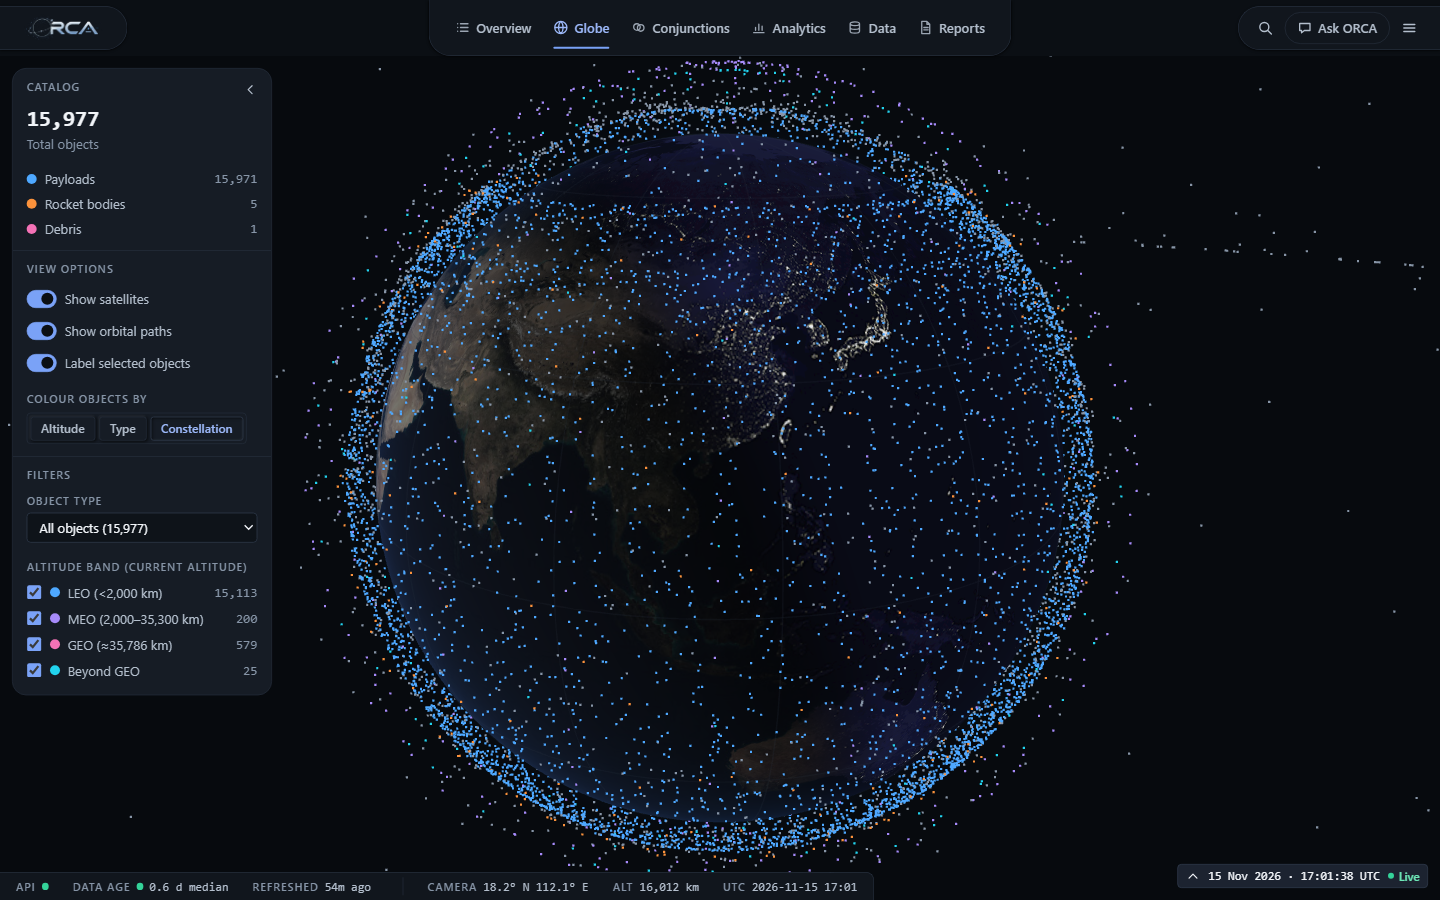 ORCA
Overview
Globe
Conjunctions
Analytics
Data
Reports
Ask ORCA
CATALOG
15,977
Total objects
Payloads 15,971
Rocket bodies 5
Debris 1
VIEW OPTIONS
Show satellites
Show orbital paths
Label selected objects
COLOUR OBJECTS BY
Altitude Type Constellation
FILTERS
OBJECT TYPE
All objects (15,977)
ALTITUDE BAND (CURRENT ALTITUDE)
LEO (<2,000 km) 15,113
MEO (2,000–35,300 km) 200
GEO (≈35,786 km) 579
Beyond GEO 25
API DATA AGE 0.6 d median REFRESHED 54m ago CAMERA 18.2° N 112.1° E ALT 16,012 km UTC 2026-11-15 17:01
15 Nov 2026 · 17:01:38 UTC Live